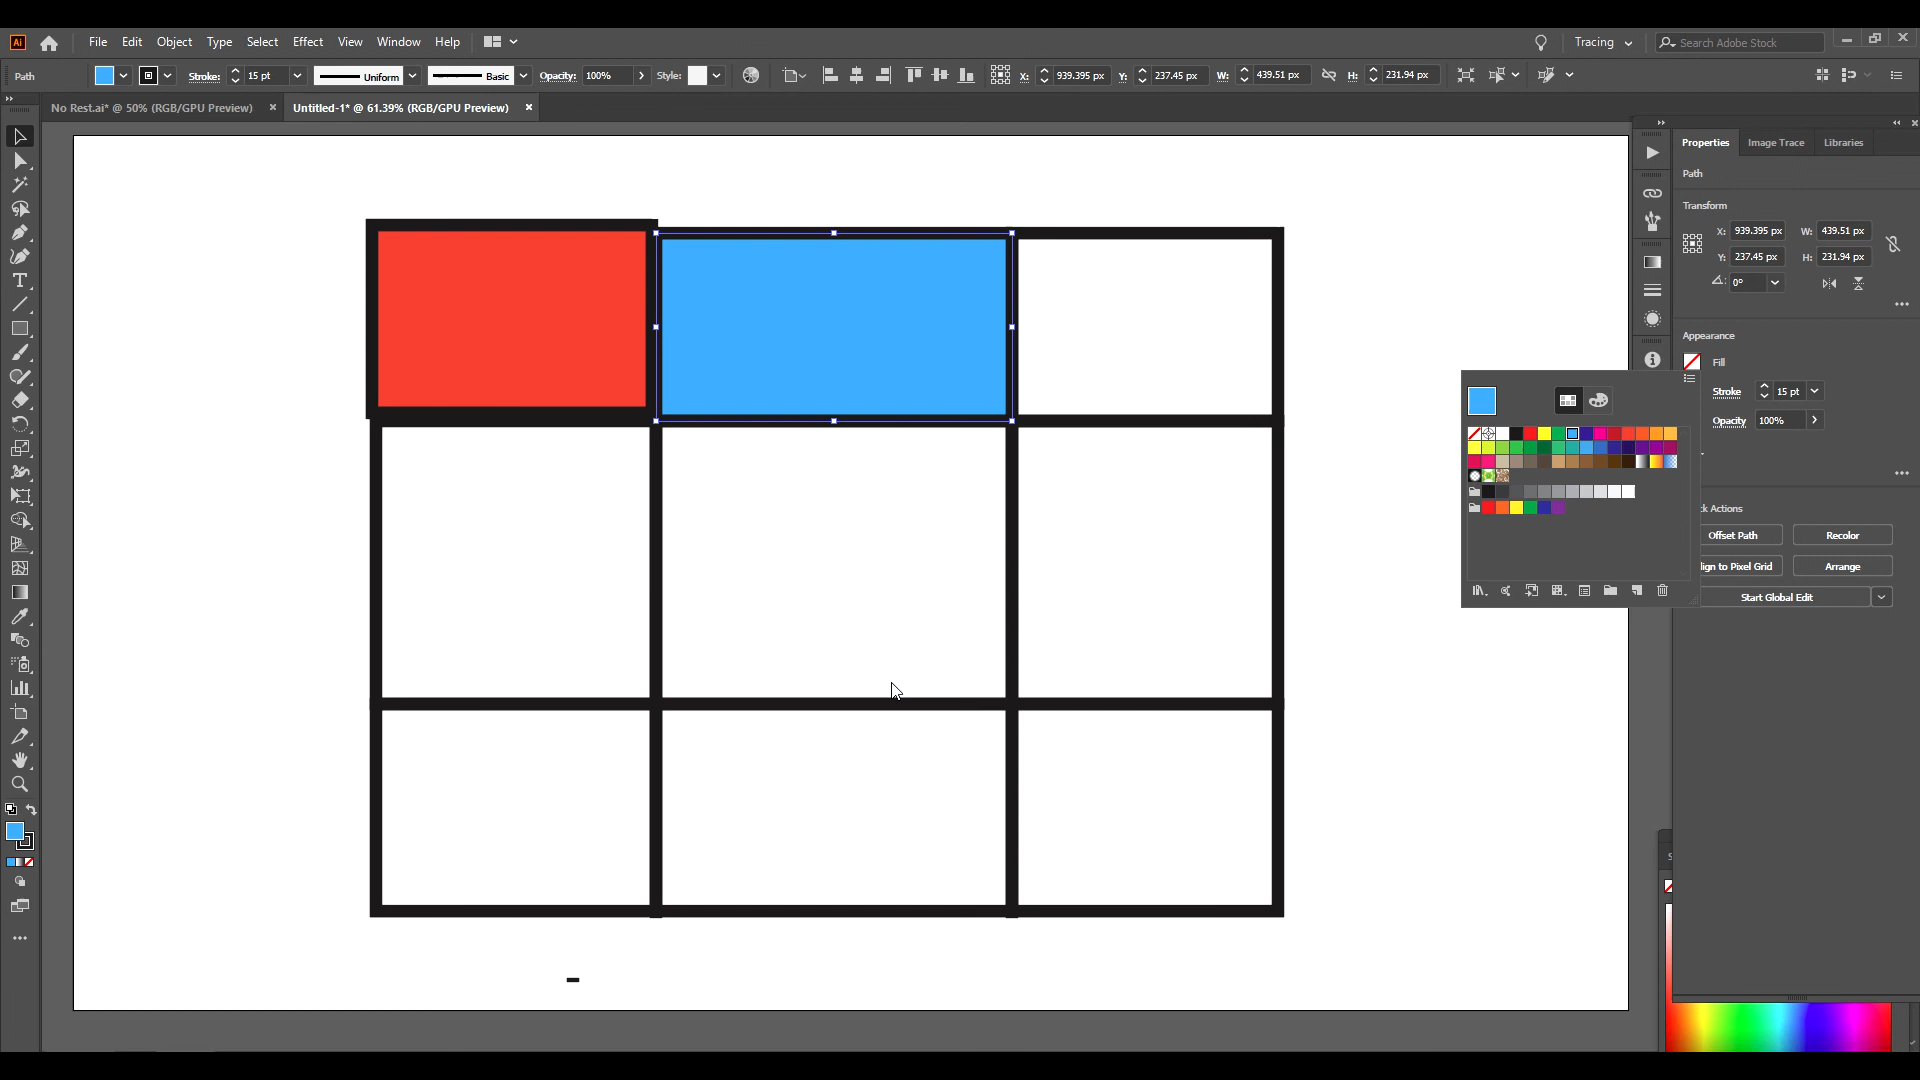 Ai File Edit Object Type Select Effect View Window Help Tracing Search Adobe Stock
Path Stroke: 15 pt Uniform Basic Opacity: 100% Style: X: 939.395 px Y: 237.45 px W: 439.51 px H: 231.94 px
No Rest.ai* @ 50% (RGB/GPU Preview) Untitled-1* @ 61.39% (RGB/GPU Preview)
Properties Image Trace Libraries
Path
Transform
X: 939.395 px W: 439.51 px
Y: 237.45 px H: 231.94 px
0°
Appearance
Fill
Stroke 15 pt
Opacity 100%
ck Actions
Offset Path Recolor
lign to Pixel Grid Arrange
Start Global Edit